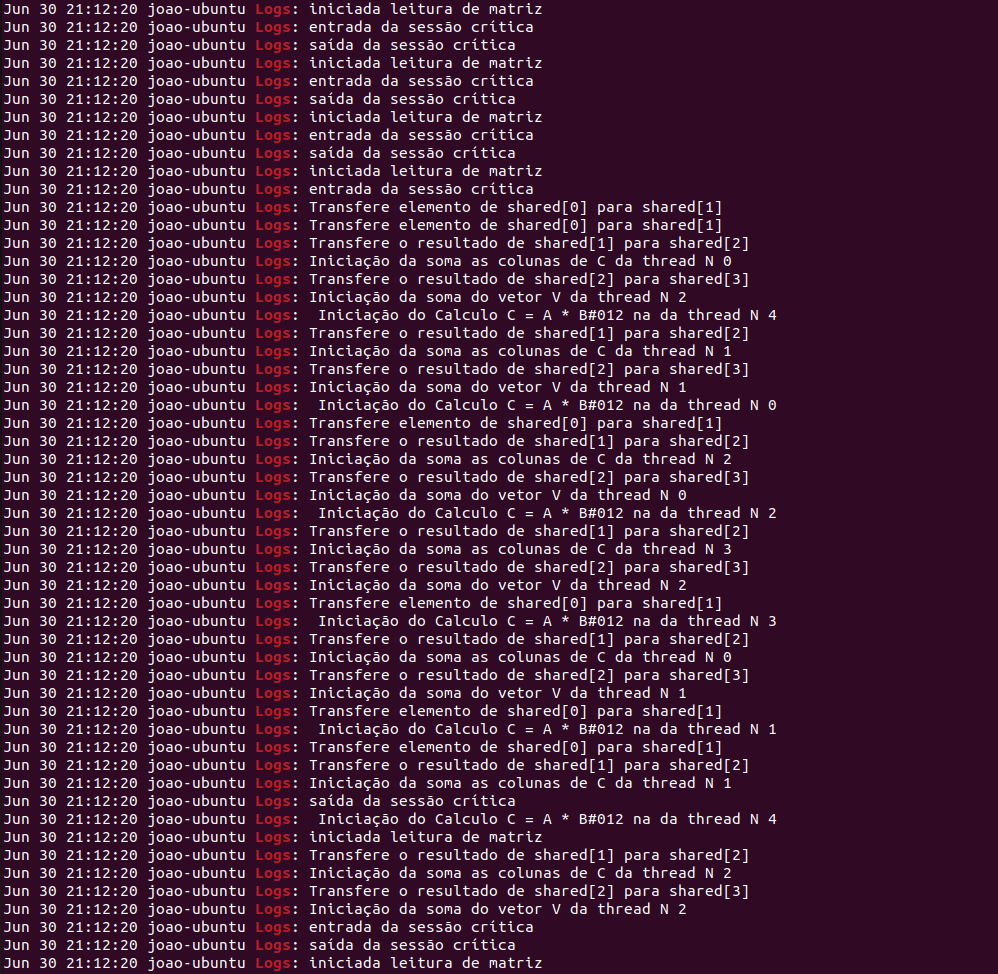 Jun 30 21:12:20 joao-ubuntu Logs: iniciada leitura de matriz
Jun 30 21:12:20 joao-ubuntu Logs: entrada da sessão crítica
Jun 30 21:12:20 joao-ubuntu Logs: saída da sessão crítica
Jun 30 21:12:20 joao-ubuntu Logs: iniciada leitura de matriz
Jun 30 21:12:20 joao-ubuntu Logs: entrada da sessão crítica
Jun 30 21:12:20 joao-ubuntu Logs: saída da sessão crítica
Jun 30 21:12:20 joao-ubuntu Logs: iniciada leitura de matriz
Jun 30 21:12:20 joao-ubuntu Logs: entrada da sessão crítica
Jun 30 21:12:20 joao-ubuntu Logs: saída da sessão crítica
Jun 30 21:12:20 joao-ubuntu Logs: iniciada leitura de matriz
Jun 30 21:12:20 joao-ubuntu Logs: entrada da sessão crítica
Jun 30 21:12:20 joao-ubuntu Logs: Transfere elemento de shared[0] para shared[1]
Jun 30 21:12:20 joao-ubuntu Logs: Transfere elemento de shared[0] para shared[1]
Jun 30 21:12:20 joao-ubuntu Logs: Transfere o resultado de shared[1] para shared[2]
Jun 30 21:12:20 joao-ubuntu Logs: Iniciação da soma as colunas de C da thread N 0
Jun 30 21:12:20 joao-ubuntu Logs: Transfere o resultado de shared[2] para shared[3]
Jun 30 21:12:20 joao-ubuntu Logs: Iniciação da soma do vetor V da thread N 2
Jun 30 21:12:20 joao-ubuntu Logs:  Iniciação do Calculo C = A * B#012 na da thread N 4
Jun 30 21:12:20 joao-ubuntu Logs: Transfere o resultado de shared[1] para shared[2]
Jun 30 21:12:20 joao-ubuntu Logs: Iniciação da soma as colunas de C da thread N 1
Jun 30 21:12:20 joao-ubuntu Logs: Transfere o resultado de shared[2] para shared[3]
Jun 30 21:12:20 joao-ubuntu Logs: Iniciação da soma do vetor V da thread N 1
Jun 30 21:12:20 joao-ubuntu Logs:  Iniciação do Calculo C = A * B#012 na da thread N 0
Jun 30 21:12:20 joao-ubuntu Logs: Transfere elemento de shared[0] para shared[1]
Jun 30 21:12:20 joao-ubuntu Logs: Transfere o resultado de shared[1] para shared[2]
Jun 30 21:12:20 joao-ubuntu Logs: Iniciação da soma as colunas de C da thread N 2
Jun 30 21:12:20 joao-ubuntu Logs: Transfere o resultado de shared[2] para shared[3]
Jun 30 21:12:20 joao-ubuntu Logs: Iniciação da soma do vetor V da thread N 0
Jun 30 21:12:20 joao-ubuntu Logs:  Iniciação do Calculo C = A * B#012 na da thread N 2
Jun 30 21:12:20 joao-ubuntu Logs: Transfere o resultado de shared[1] para shared[2]
Jun 30 21:12:20 joao-ubuntu Logs: Iniciação da soma as colunas de C da thread N 3
Jun 30 21:12:20 joao-ubuntu Logs: Transfere o resultado de shared[2] para shared[3]
Jun 30 21:12:20 joao-ubuntu Logs: Iniciação da soma do vetor V da thread N 2
Jun 30 21:12:20 joao-ubuntu Logs: Transfere elemento de shared[0] para shared[1]
Jun 30 21:12:20 joao-ubuntu Logs:  Iniciação do Calculo C = A * B#012 na da thread N 3
Jun 30 21:12:20 joao-ubuntu Logs: Transfere o resultado de shared[1] para shared[2]
Jun 30 21:12:20 joao-ubuntu Logs: Iniciação da soma as colunas de C da thread N 0
Jun 30 21:12:20 joao-ubuntu Logs: Transfere o resultado de shared[2] para shared[3]
Jun 30 21:12:20 joao-ubuntu Logs: Iniciação da soma do vetor V da thread N 1
Jun 30 21:12:20 joao-ubuntu Logs: Transfere elemento de shared[0] para shared[1]
Jun 30 21:12:20 joao-ubuntu Logs:  Iniciação do Calculo C = A * B#012 na da thread N 1
Jun 30 21:12:20 joao-ubuntu Logs: Transfere elemento de shared[0] para shared[1]
Jun 30 21:12:20 joao-ubuntu Logs: Transfere o resultado de shared[1] para shared[2]
Jun 30 21:12:20 joao-ubuntu Logs: Iniciação da soma as colunas de C da thread N 1
Jun 30 21:12:20 joao-ubuntu Logs: saída da sessão crítica
Jun 30 21:12:20 joao-ubuntu Logs:  Iniciação do Calculo C = A * B#012 na da thread N 4
Jun 30 21:12:20 joao-ubuntu Logs: iniciada leitura de matriz
Jun 30 21:12:20 joao-ubuntu Logs: Transfere o resultado de shared[1] para shared[2]
Jun 30 21:12:20 joao-ubuntu Logs: Iniciação da soma as colunas de C da thread N 2
Jun 30 21:12:20 joao-ubuntu Logs: Transfere o resultado de shared[2] para shared[3]
Jun 30 21:12:20 joao-ubuntu Logs: Iniciação da soma do vetor V da thread N 2
Jun 30 21:12:20 joao-ubuntu Logs: entrada da sessão crítica
Jun 30 21:12:20 joao-ubuntu Logs: saída da sessão crítica
Jun 30 21:12:20 joao-ubuntu Logs: iniciada leitura de matriz